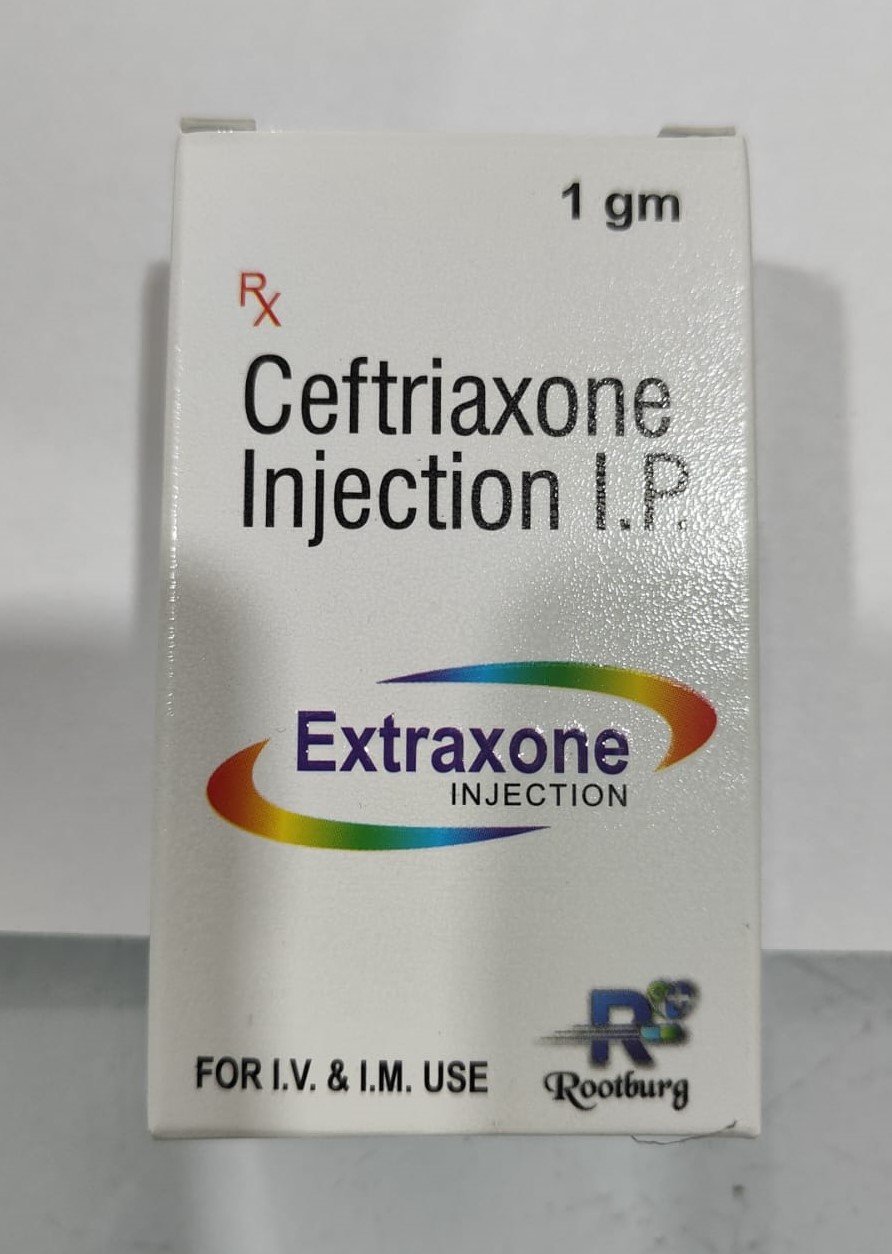 1 gm
Rx
Ceftriaxone
Injection I.P.
Extraxone
INJECTION
FOR I.V. & I.M. USE
R
Rootburg